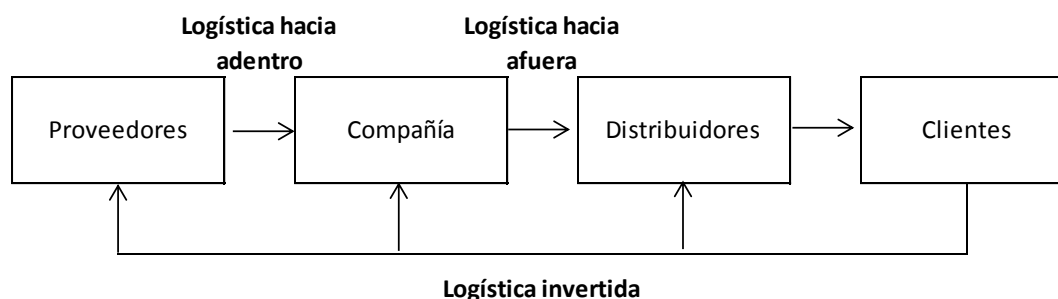 Logística hacia
adentro
Logística hacia
afuera
Proveedores
Compañía
Distribuidores
Clientes
Logística invertida